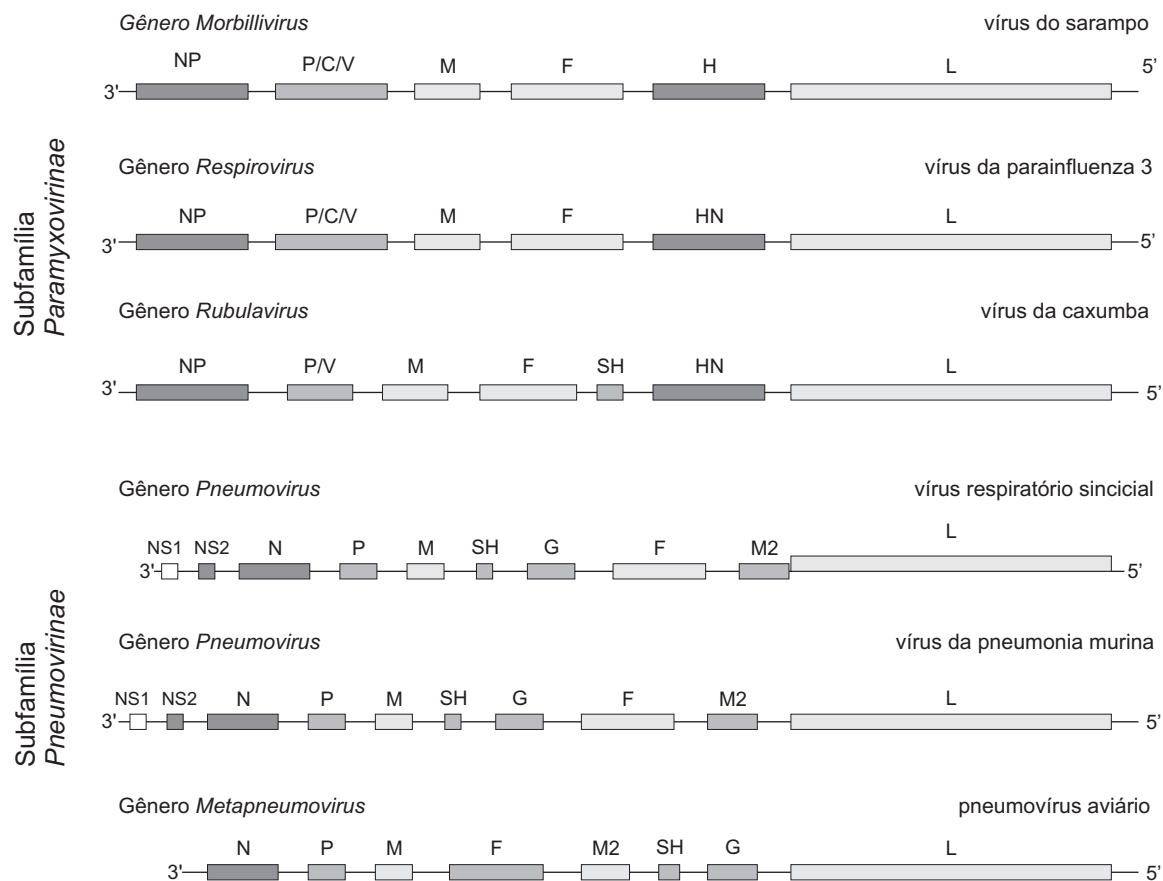 Gênero Morbillivirus vírus do sarampo
NP P/C/V M F H L
3' 5'
Subfamília
Paramyxovirinae
Gênero Respirovirus vírus da parainfluenza 3
NP P/C/V M F HN L
3' 5'
Gênero Rubulavirus vírus da caxumba
NP P/V M F SH HN L
3' 5'
Subfamília
Pneumovirinae
Gênero Pneumovirus vírus respiratório sincicial
NS1 NS2 N P M SH G F M2 L
3' 5'
Gênero Pneumovirus vírus da pneumonia murina
NS1 NS2 N P M SH G F M2 L
3' 5'
Gênero Metapneumovirus pneumovírus aviário
N P M F M2 SH G L
3' 5'